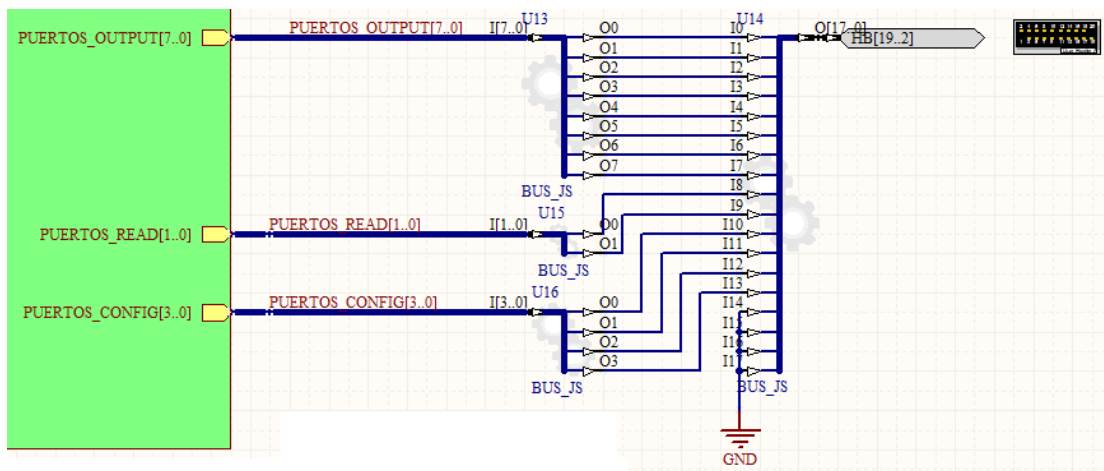 PUERTOS_OUTPUT[7..0]
PUERTOS_OUTPUT[7..0]
I[7..0]
U13
O0
O1
O2
O3
O4
O5
O6
O7
BUS_JS
I0
U14
I1
I2
I3
I4
I5
I6
I7
I8
I9
I10
I11
I12
I13
I14
I15
I16
I17
BUS_JS
O[17..0]
HB[19..2]
PUERTOS_READ[1..0]
PUERTOS_READ[1..0]
I[1..0]
U15
O0
O1
BUS_JS
PUERTOS_CONFIG[3..0]
PUERTOS_CONFIG[3..0]
I[3..0]
U16
O0
O1
O2
O3
BUS_JS
GND